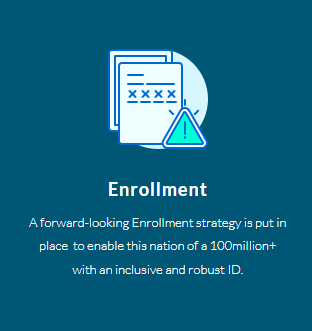 Enrollment
A forward-looking Enrollment strategy is put in
place to enable this nation of a 100million+
with an inclusive and robust ID.